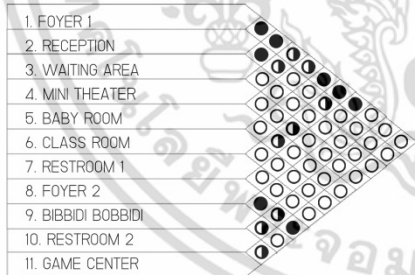 1. FOYER 1
2. RECEPTION
3. WAITING AREA
4. MINI THEATER
5. BABY ROOM
6. CLASS ROOM
7. RESTROOM 1
8. FOYER 2
9. BIBBIDI BOBBIDI
10. RESTROOM 2
11. GAME CENTER